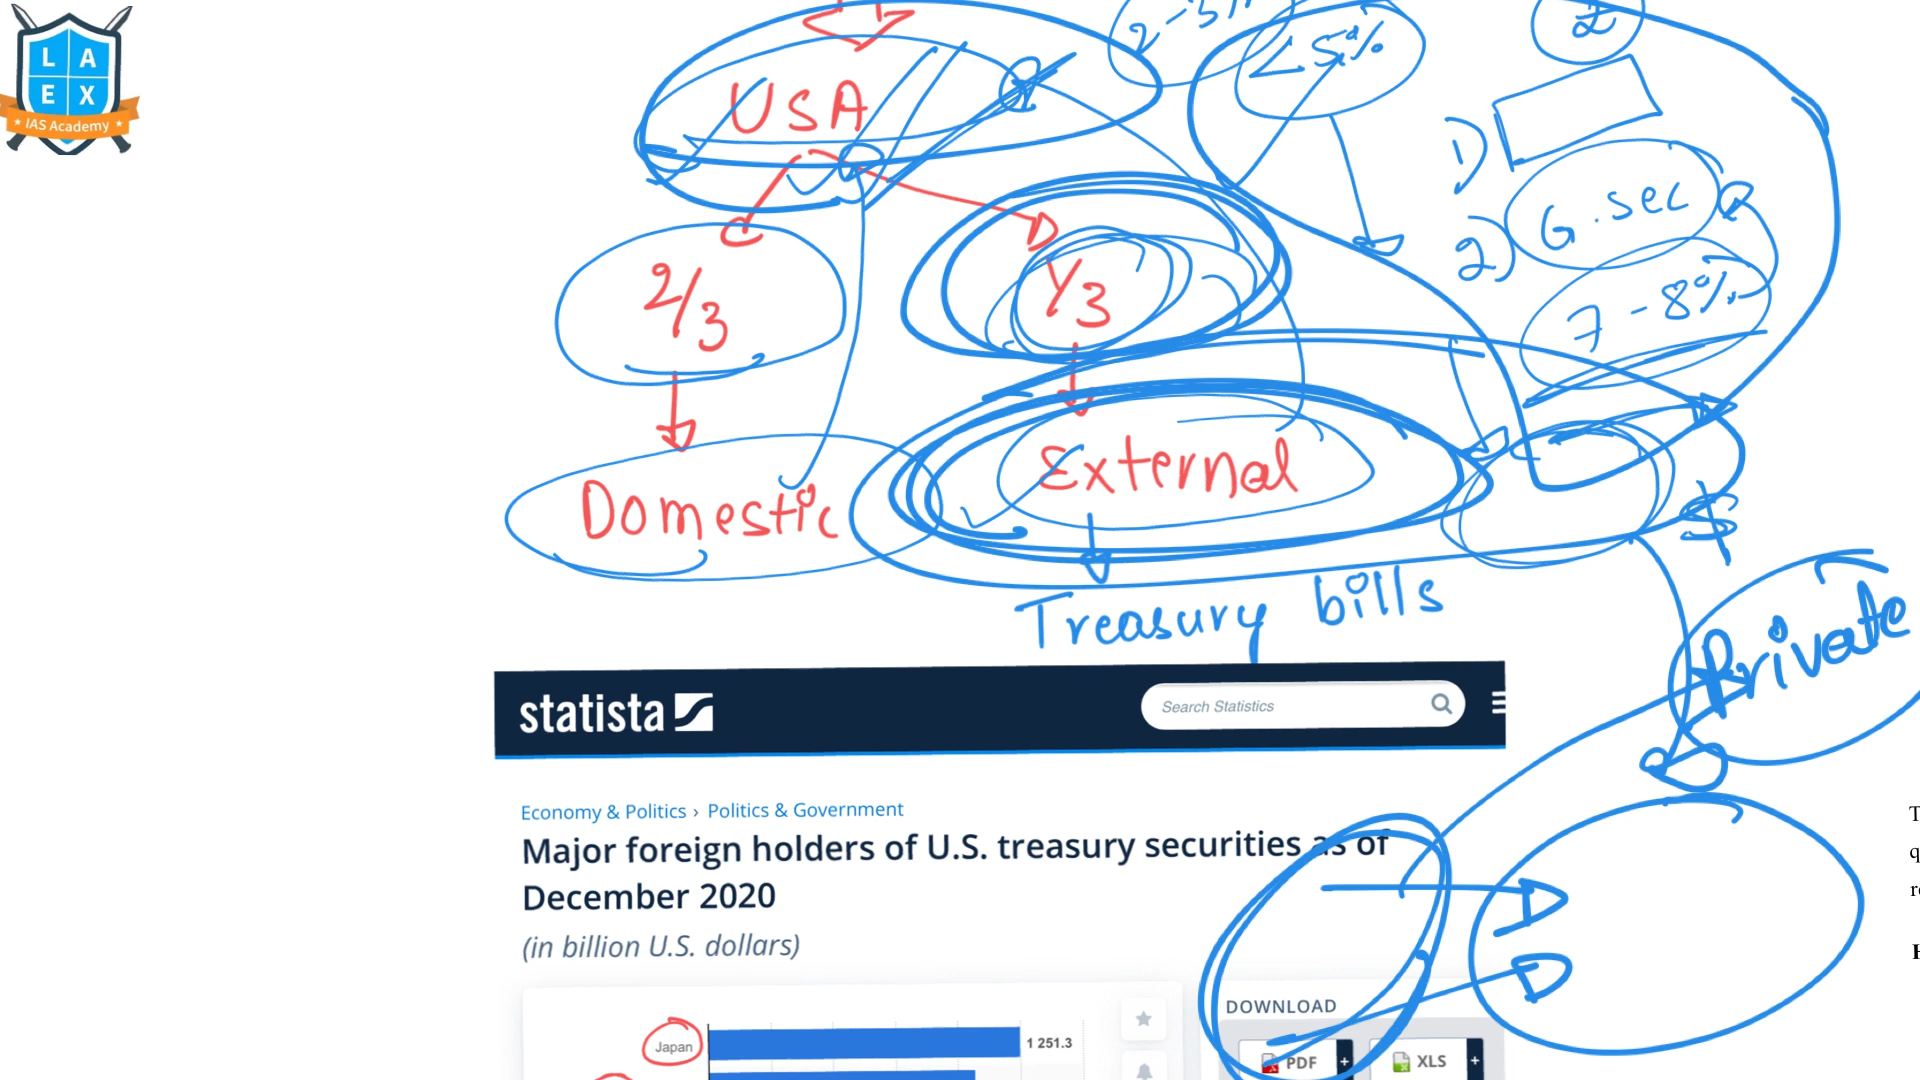 L A
E X
IAS Academy
USA
2-3%
<5%
1)
G.sec
2)
7-8%
2/3
1/3
Domestic
External
$
Treasury bills
Private
statista
Search Statistics
Economy & Politics › Politics & Government
Major foreign holders of U.S. treasury securities as of
December 2020
(in billion U.S. dollars)
DOWNLOAD
Japan
1 251.3
PDF +
XLS +